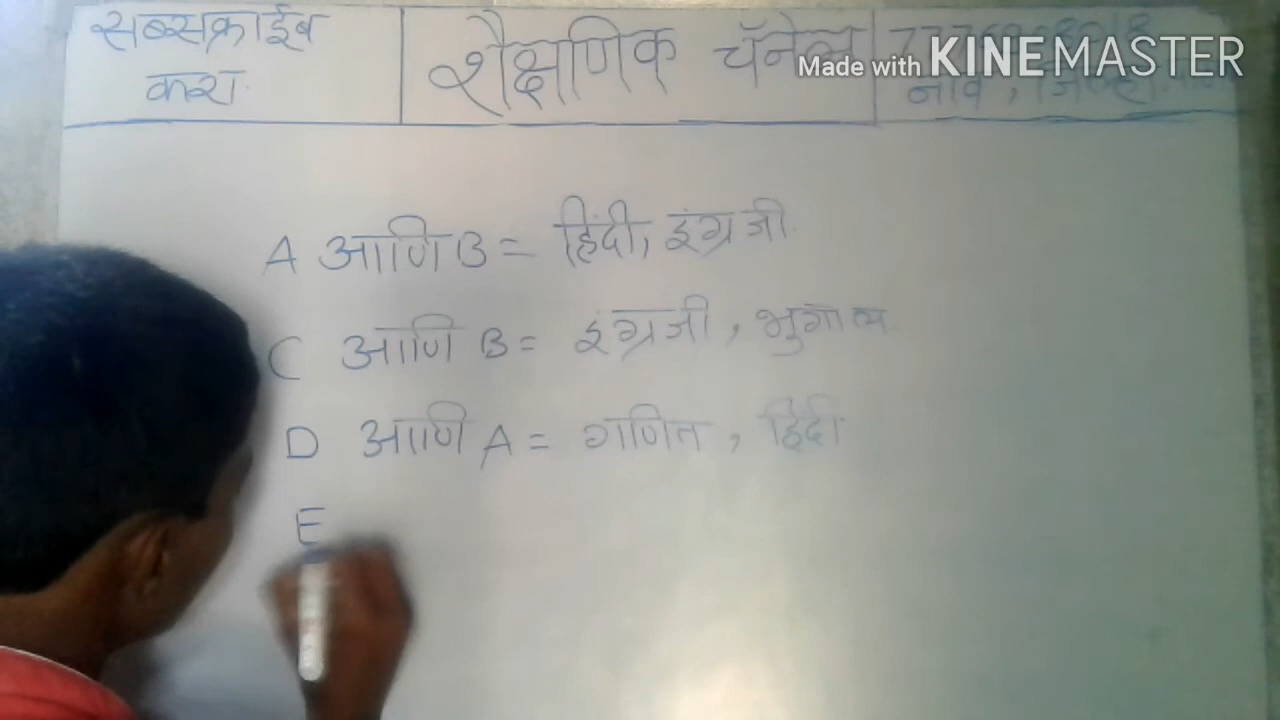 सब्सक्राईब
करा.
शैक्षणिक चॅनेल
नाव, जिल्हा.
Made with KINEMASTER
A आणि B = हिंदी, इंग्रजी.
C आणि B = इंग्रजी, भुगोल.
D आणि A = गणित, हिंदी.
E